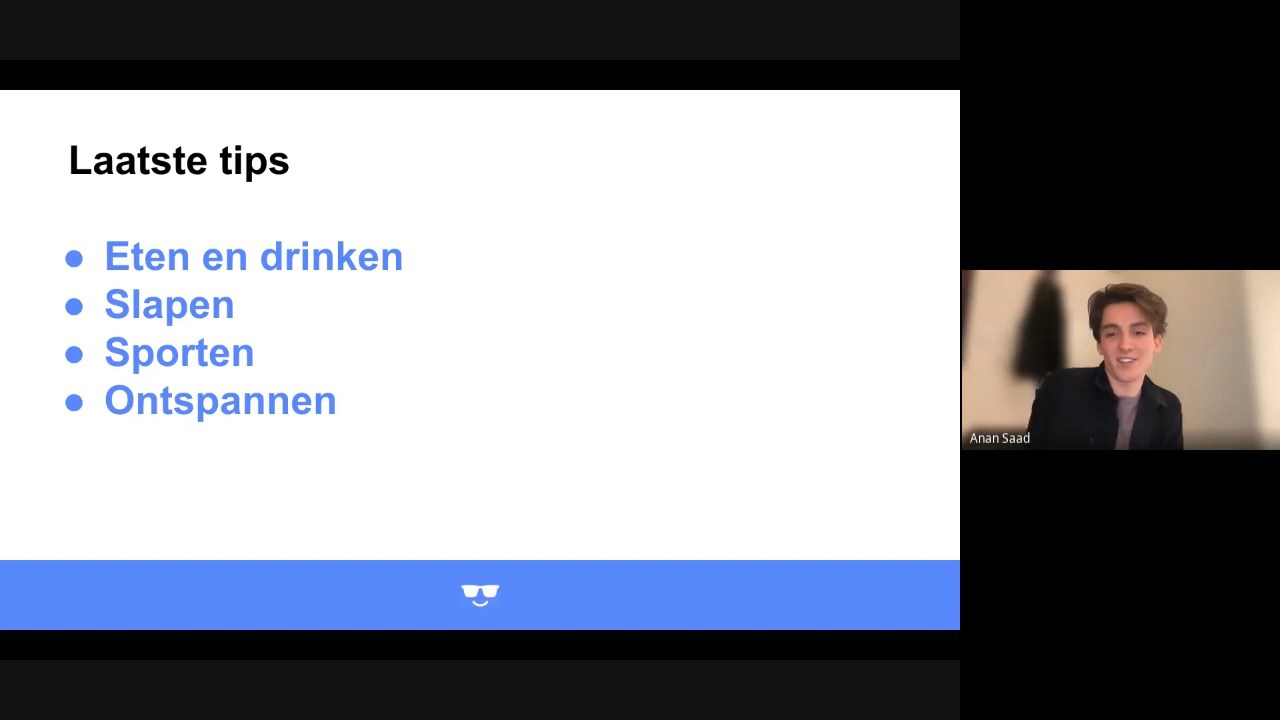 Laatste tips
● Eten en drinken
● Slapen
● Sporten
● Ontspannen
Anan Saad